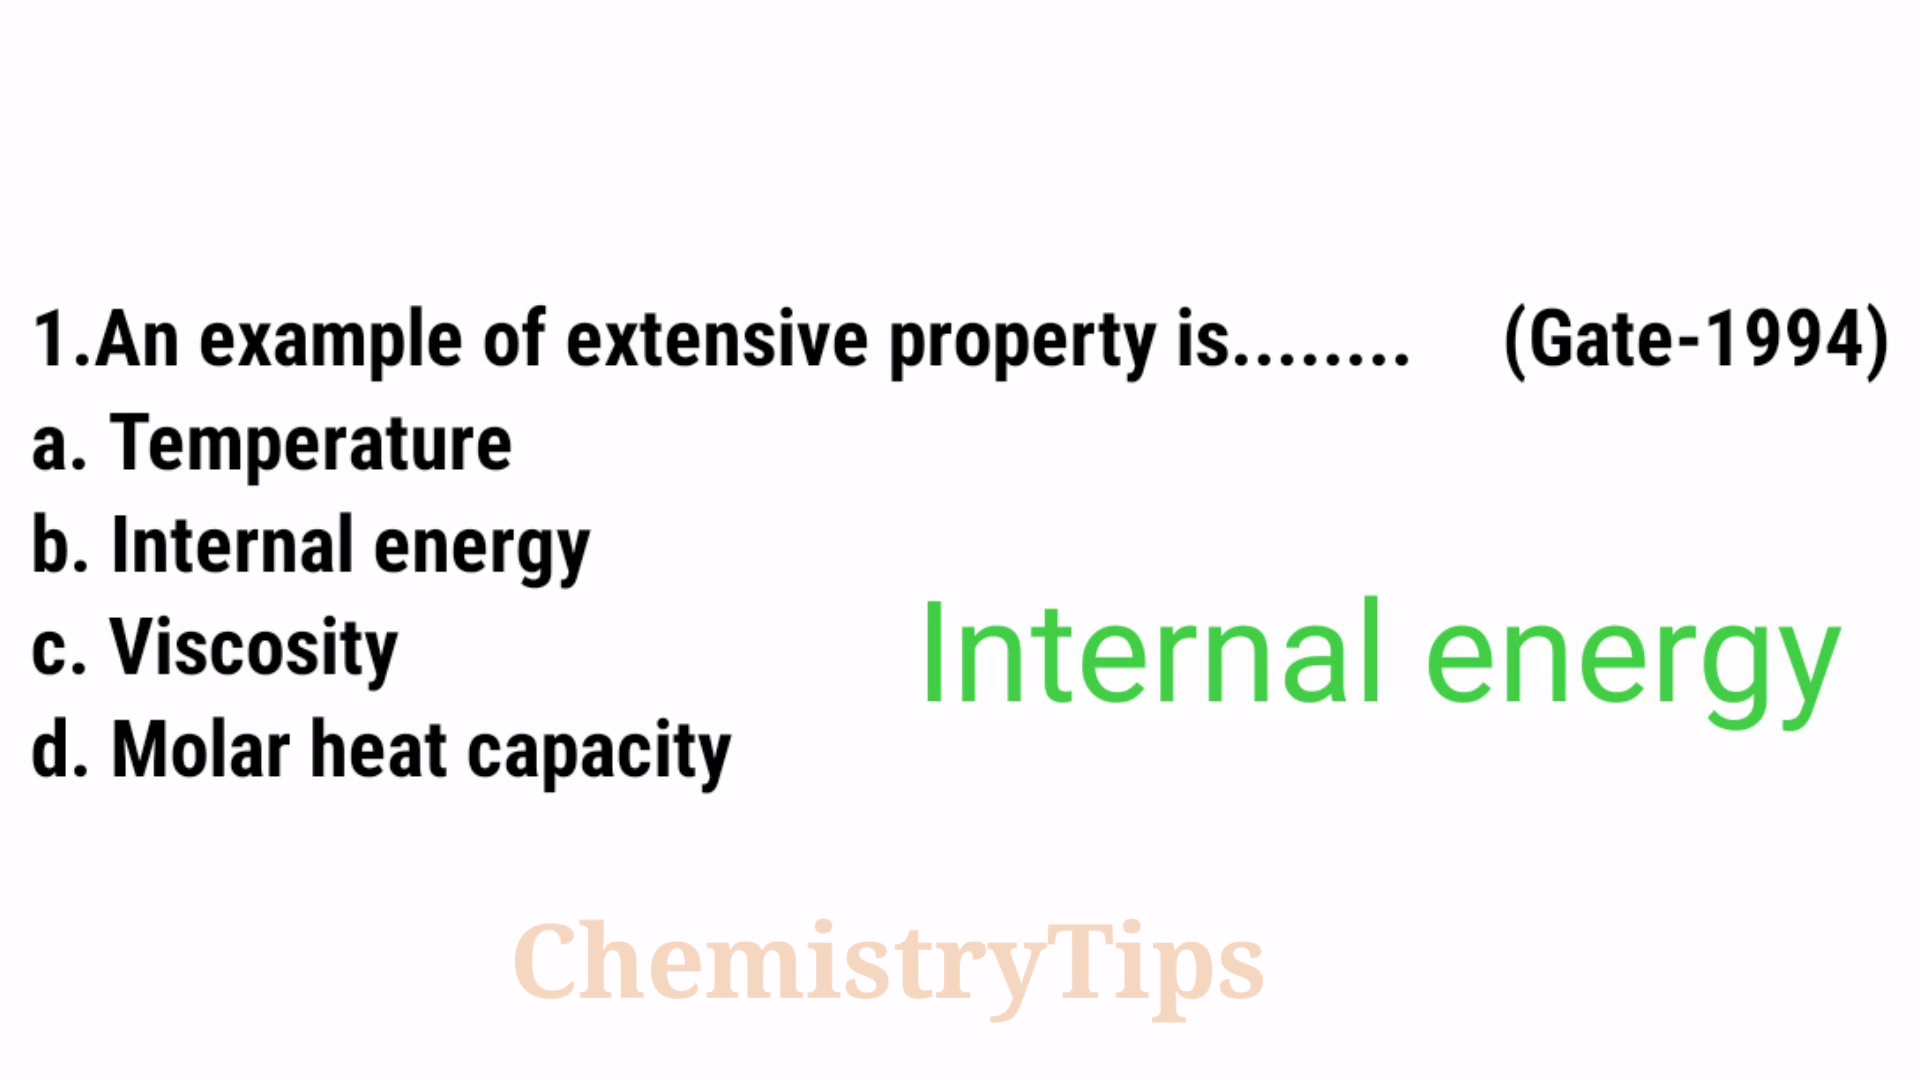 1.An example of extensive property is........ (Gate-1994)
a. Temperature
b. Internal energy
c. Viscosity
d. Molar heat capacity
Internal energy
ChemistryTips